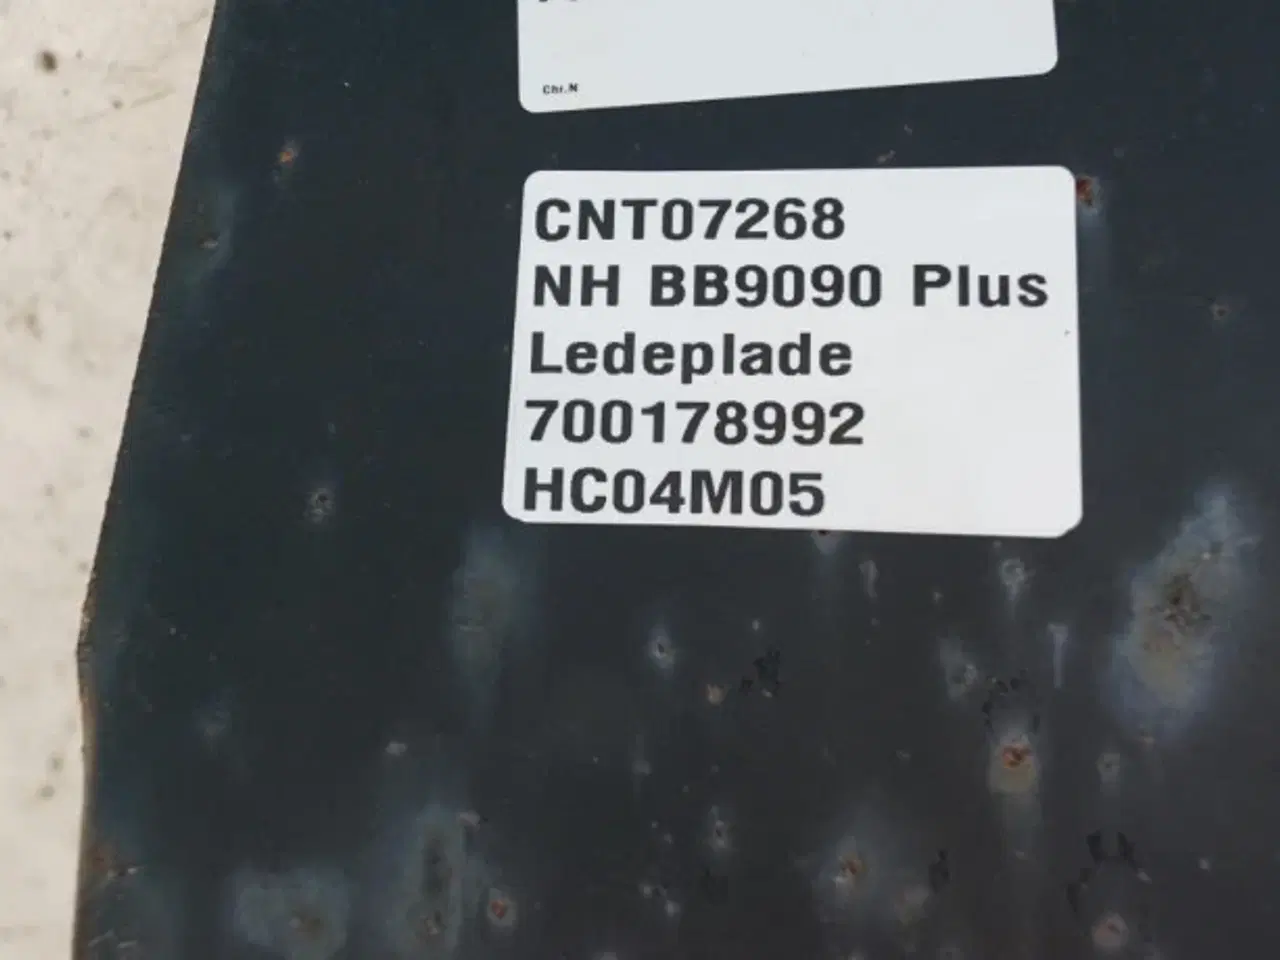 Chr.N
CNT07268
NH BB9090 Plus
Ledeplade
700178992
HC04M05